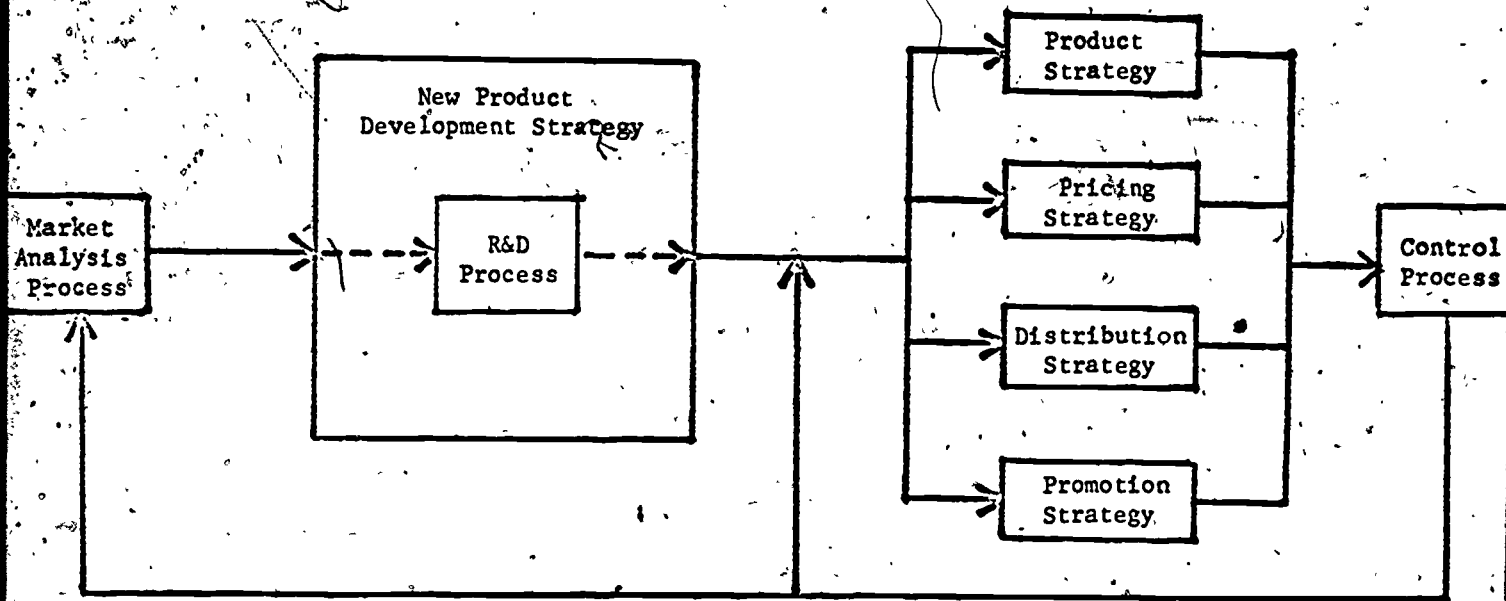 Market
Analysis
Process
New Product
Development Strategy
R&D
Process
Product
Strategy
Pricing
Strategy
Distribution
Strategy
Promotion
Strategy
Control
Process